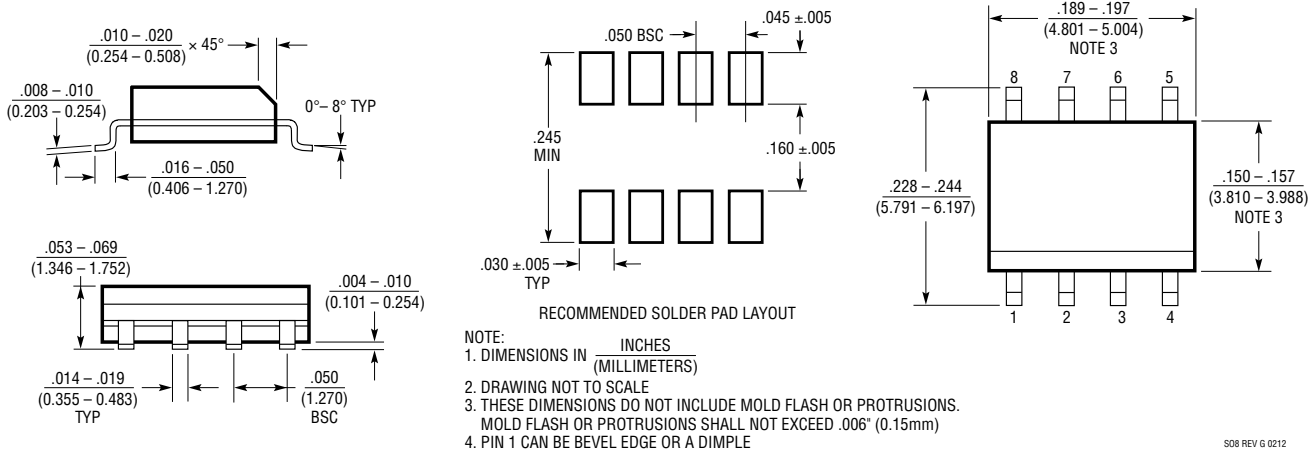 .010 – .020
(0.254 – 0.508)
× 45°
.008 – .010
(0.203 – 0.254)
0°– 8° TYP
.016 – .050
(0.406 – 1.270)
.053 – .069
(1.346 – 1.752)
.004 – .010
(0.101 – 0.254)
.014 – .019
(0.355 – 0.483)
TYP
.050
(1.270)
BSC
.050 BSC
.045 ±.005
.245
MIN
.160 ±.005
.030 ±.005
TYP
RECOMMENDED SOLDER PAD LAYOUT
.189 – .197
(4.801 – 5.004)
NOTE 3
8 7 6 5
.228 – .244
(5.791 – 6.197)
.150 – .157
(3.810 – 3.988)
NOTE 3
1 2 3 4
NOTE:
1. DIMENSIONS IN INCHES
(MILLIMETERS)
2. DRAWING NOT TO SCALE
3. THESE DIMENSIONS DO NOT INCLUDE MOLD FLASH OR PROTRUSIONS.
MOLD FLASH OR PROTRUSIONS SHALL NOT EXCEED .006" (0.15mm)
4. PIN 1 CAN BE BEVEL EDGE OR A DIMPLE
SO8 REV G 0212